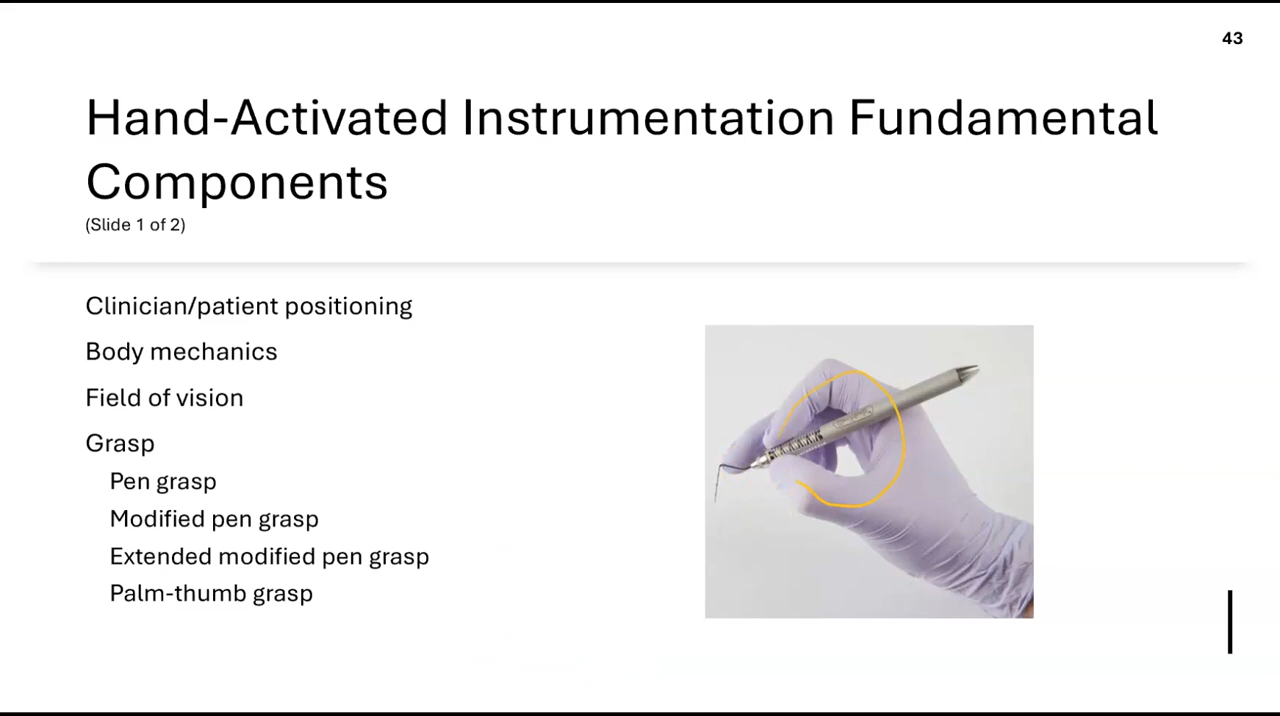 43
Hand-Activated Instrumentation Fundamental
Components
(Slide 1 of 2)
Clinician/patient positioning
Body mechanics
Field of vision
Grasp
Pen grasp
Modified pen grasp
Extended modified pen grasp
Palm-thumb grasp